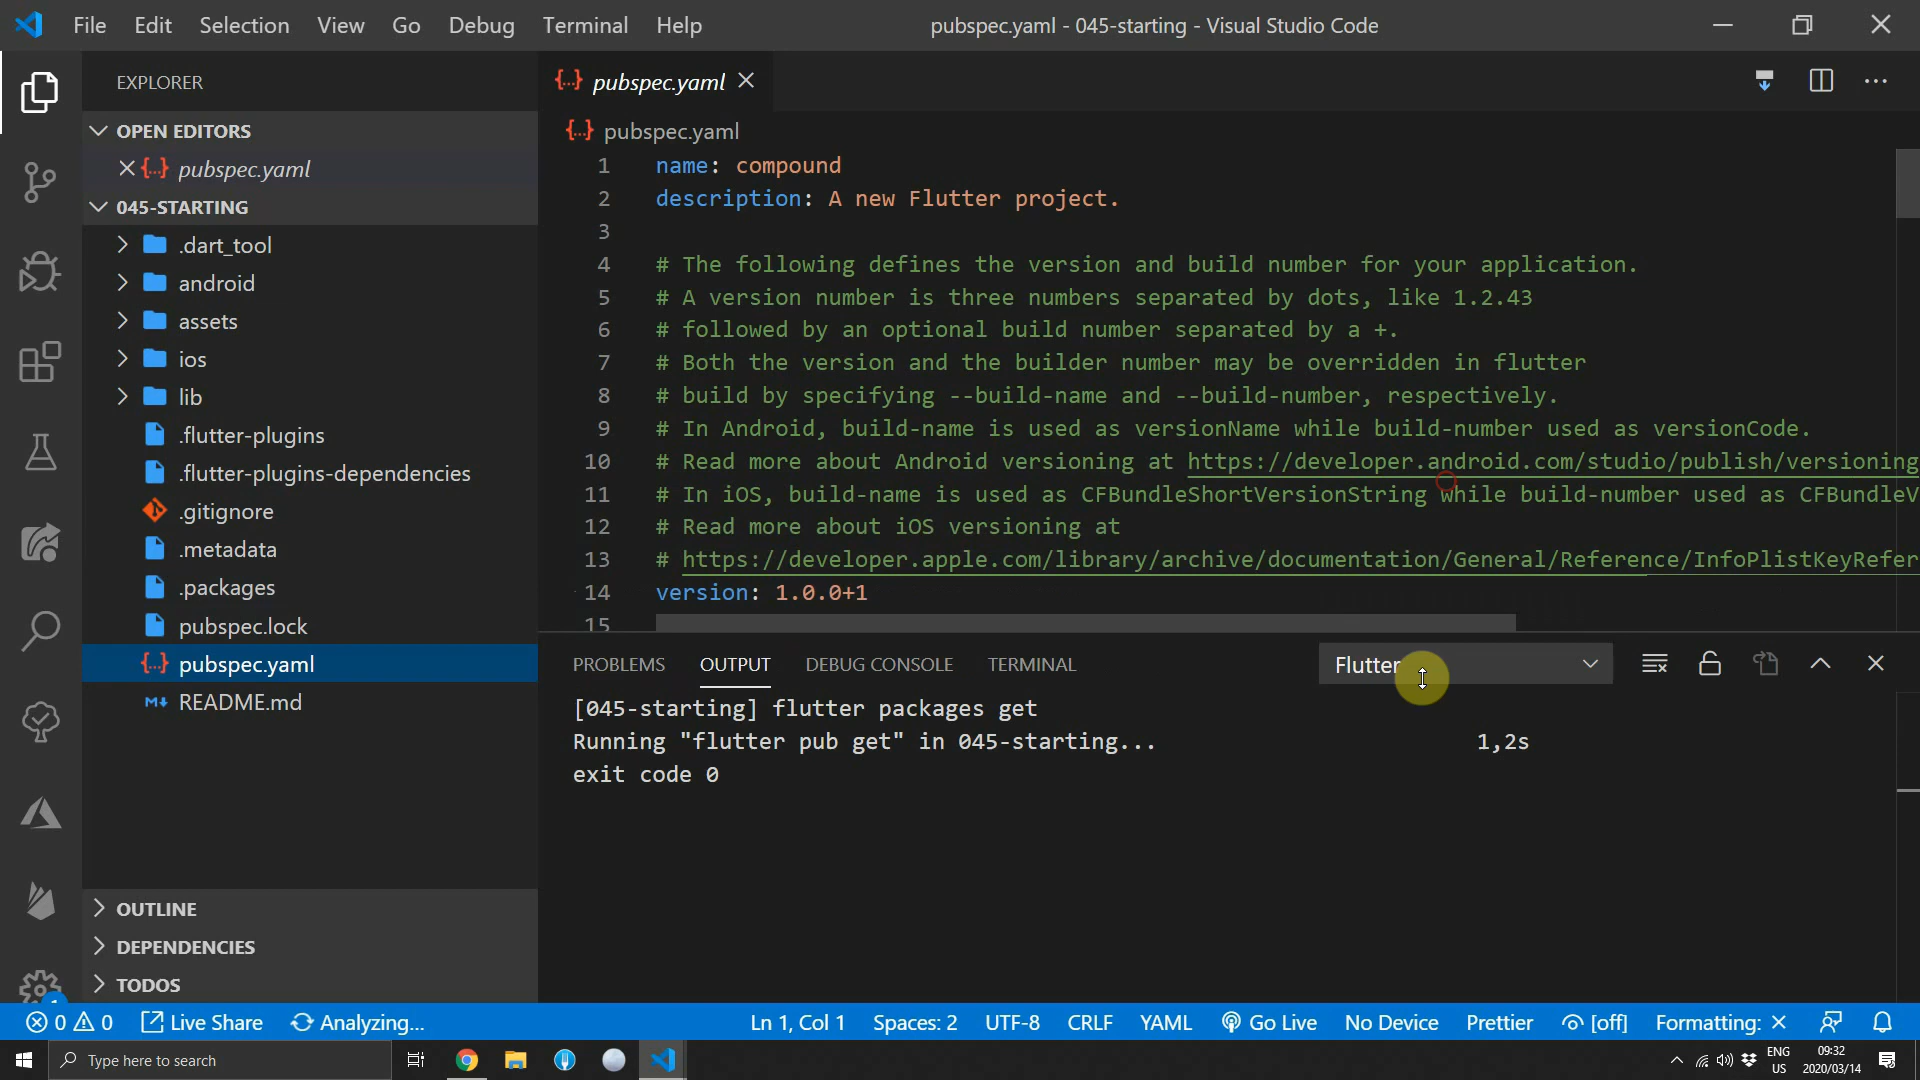 File Edit Selection View Go Debug Terminal Help
pubspec.yaml - 045-starting - Visual Studio Code
EXPLORER
OPEN EDITORS
{..} pubspec.yaml
045-STARTING
.dart_tool
android
assets
ios
lib
.flutter-plugins
.flutter-plugins-dependencies
.gitignore
.metadata
.packages
pubspec.lock
{..} pubspec.yaml
M↓ README.md
OUTLINE
DEPENDENCIES
TODOS
{..} pubspec.yaml
{..} pubspec.yaml
1 name: compound
2 description: A new Flutter project.
3
4 # The following defines the version and build number for your application.
5 # A version number is three numbers separated by dots, like 1.2.43
6 # followed by an optional build number separated by a +.
7 # Both the version and the builder number may be overridden in flutter
8 # build by specifying --build-name and --build-number, respectively.
9 # In Android, build-name is used as versionName while build-number used as versionCode.
10 # Read more about Android versioning at https://developer.android.com/studio/publish/versioning
11 # In iOS, build-name is used as CFBundleShortVersionString while build-number used as CFBundleV
12 # Read more about iOS versioning at
13 # https://developer.apple.com/library/archive/documentation/General/Reference/InfoPlistKeyRefer
14 version: 1.0.0+1
15
PROBLEMS OUTPUT DEBUG CONSOLE TERMINAL Flutter
[045-starting] flutter packages get
Running "flutter pub get" in 045-starting... 1,2s
exit code 0
0 0 Live Share Analyzing... Ln 1, Col 1 Spaces: 2 UTF-8 CRLF YAML Go Live No Device Prettier [off] Formatting: ×
Type here to search
ENG
US
09:32
2020/03/14